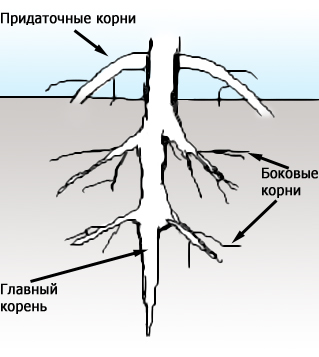 Придаточные корни
Боковые
корни
Главный
корень